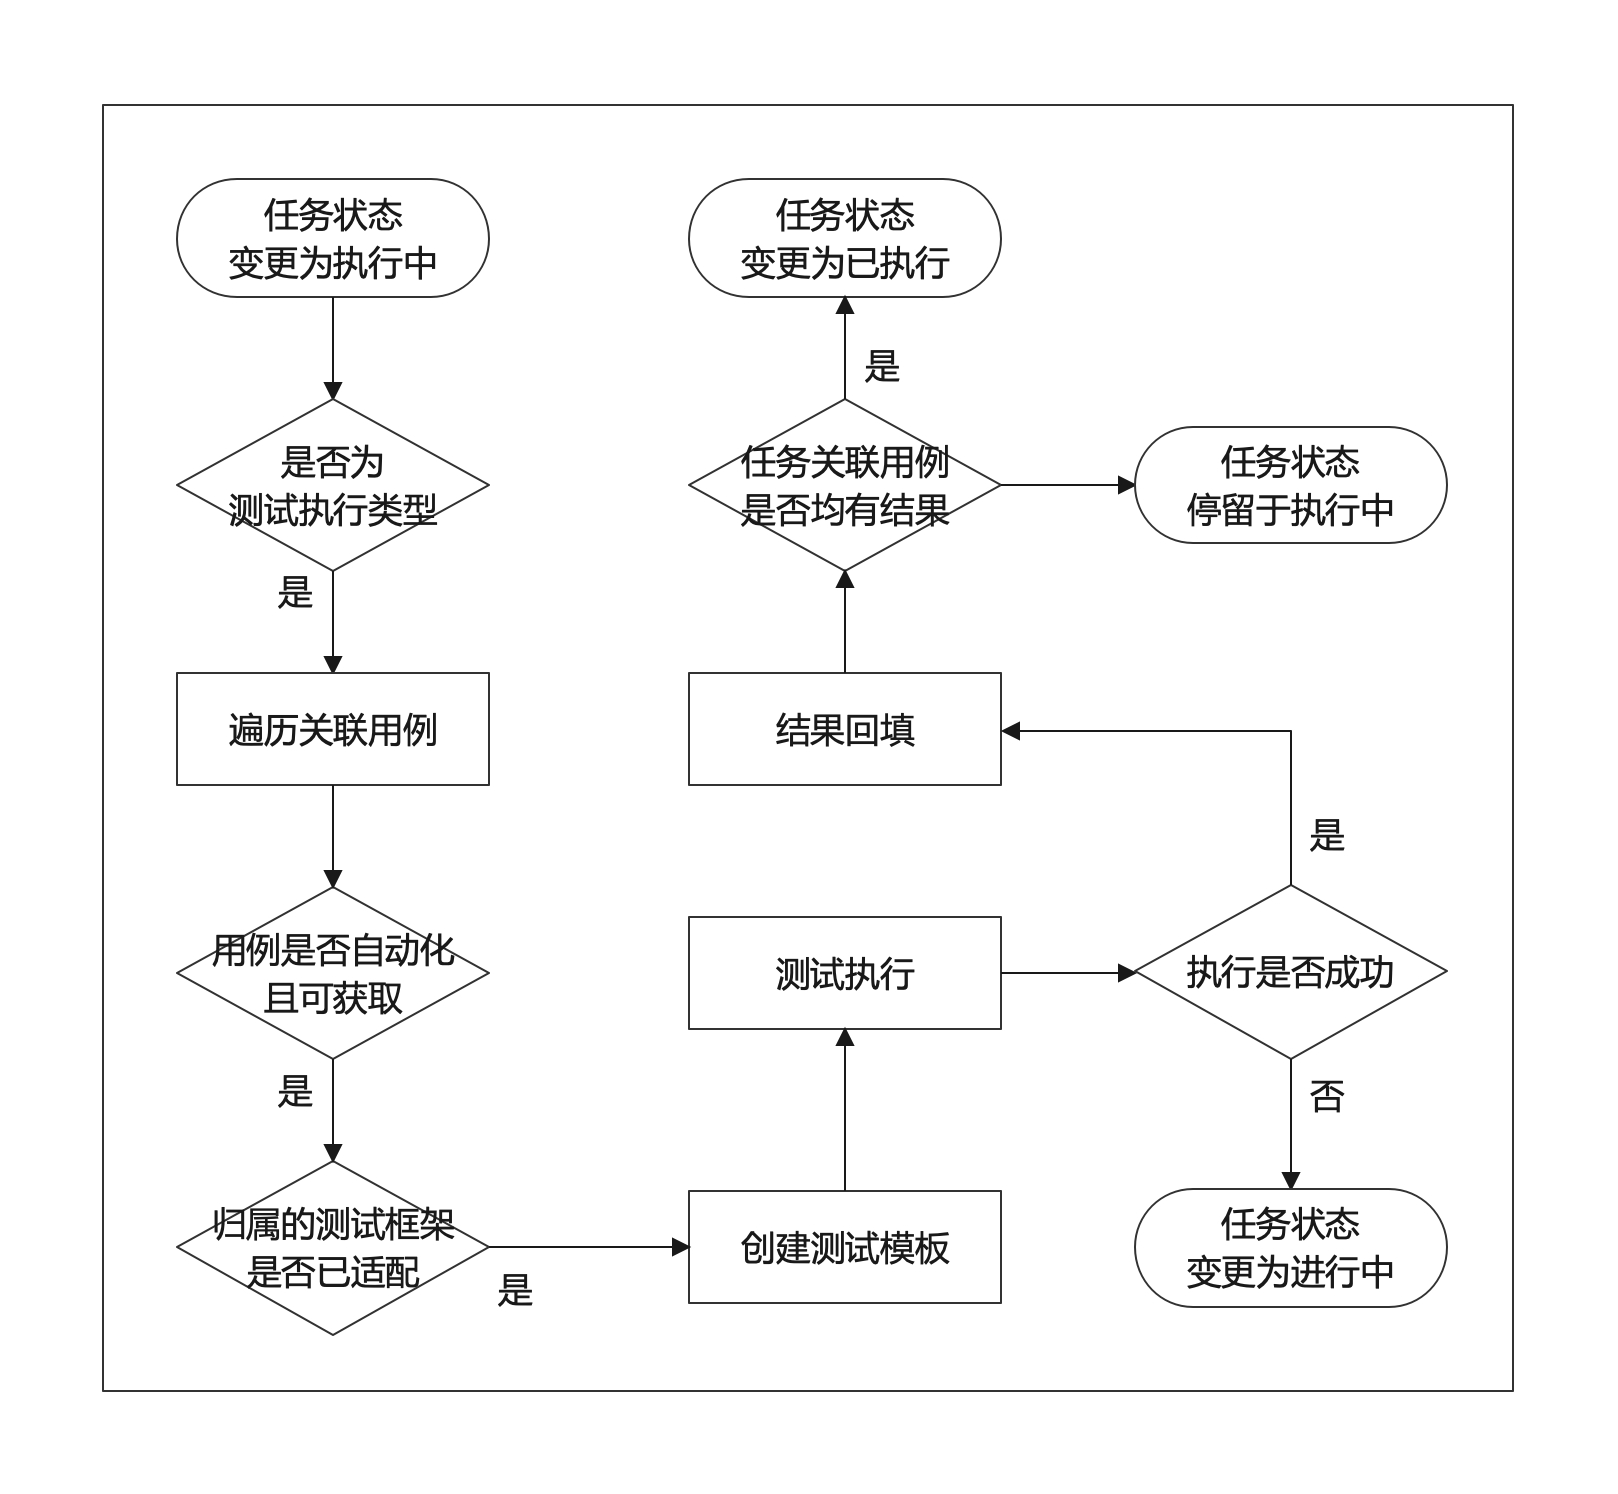 任务状态
变更为执行中
是否为
测试执行类型
是
遍历关联用例
用例是否自动化
且可获取
是
归属的测试框架
是否已适配
是
创建测试模板
测试执行
执行是否成功
是
否
任务状态
变更为进行中
结果回填
任务关联用例
是否均有结果
是
任务状态
变更为已执行
任务状态
停留于执行中